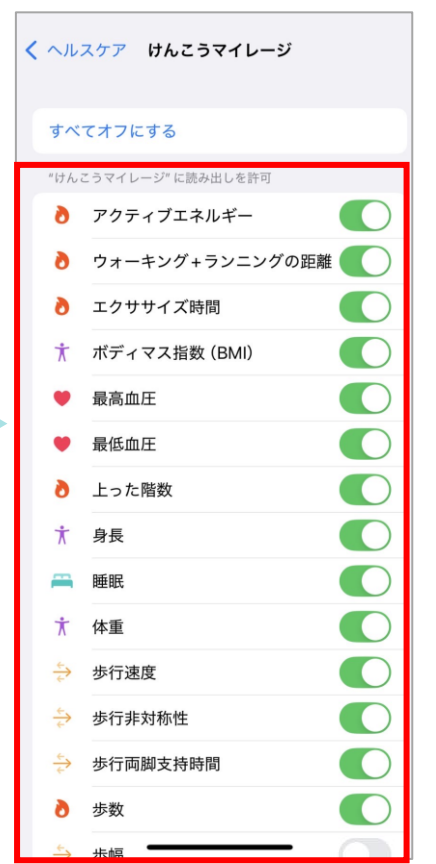 ヘルスケア けんこうマイレージ
すべてオフにする
"けんこうマイレージ" に読み出しを許可
アクティブエネルギー
ウォーキング+ランニングの距離
エクササイズ時間
ボディマス指数 (BMI)
最高血圧
最低血圧
上った階数
身長
睡眠
体重
歩行速度
歩行非対称性
歩行両脚支持時間
歩数
歩幅